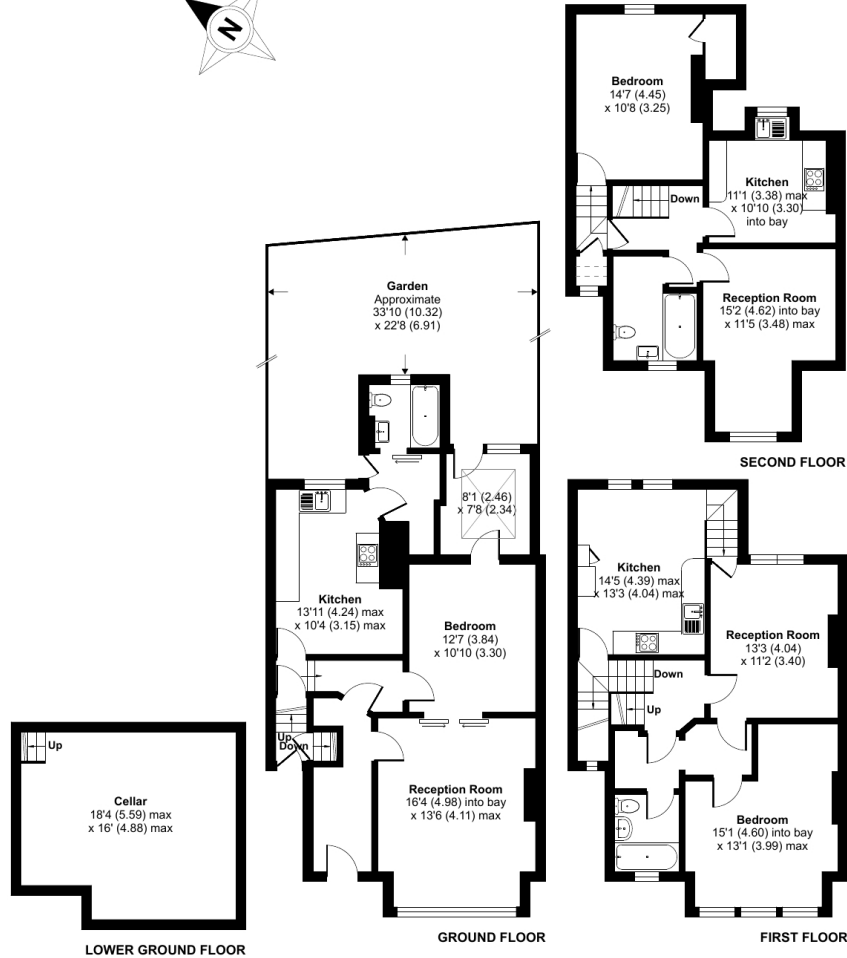 N
Bedroom
14'7 (4.45)
x 10'8 (3.25)
Kitchen
11'1 (3.38) max
x 10'10 (3.30)
into bay
Down
Reception Room
15'2 (4.62) into bay
x 11'5 (3.48) max
SECOND FLOOR
Garden
Approximate
33'10 (10.32)
x 22'8 (6.91)
8'1 (2.46)
x 7'8 (2.34)
Kitchen
13'11 (4.24) max
x 10'4 (3.15) max
Bedroom
12'7 (3.84)
x 10'10 (3.30)
Up
Down
Reception Room
16'4 (4.98) into bay
x 13'6 (4.11) max
GROUND FLOOR
Kitchen
14'5 (4.39) max
x 13'3 (4.04) max
Reception Room
13'3 (4.04)
x 11'2 (3.40)
Down
Up
Bedroom
15'1 (4.60) into bay
x 13'1 (3.99) max
FIRST FLOOR
Up
Cellar
18'4 (5.59) max
x 16' (4.88) max
LOWER GROUND FLOOR